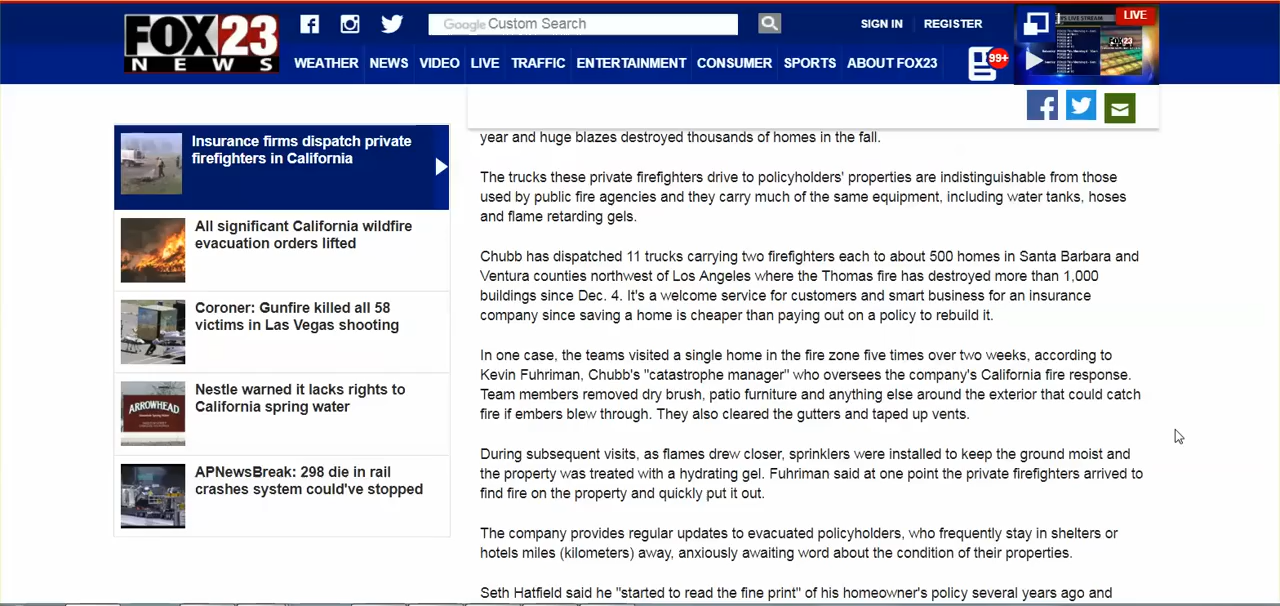 FOX 23
NEWS
Google Custom Search
SIGN IN
REGISTER
LIVE
WEATHER NEWS VIDEO LIVE TRAFFIC ENTERTAINMENT CONSUMER SPORTS ABOUT FOX23
99+
Insurance firms dispatch private
firefighters in California
All significant California wildfire
evacuation orders lifted
Coroner: Gunfire killed all 58
victims in Las Vegas shooting
Nestle warned it lacks rights to
California spring water
ARROWHEAD
APNewsBreak: 298 die in rail
crashes system could've stopped
year and huge blazes destroyed thousands of homes in the fall.
The trucks these private firefighters drive to policyholders' properties are indistinguishable from those
used by public fire agencies and they carry much of the same equipment, including water tanks, hoses
and flame retarding gels.
Chubb has dispatched 11 trucks carrying two firefighters each to about 500 homes in Santa Barbara and
Ventura counties northwest of Los Angeles where the Thomas fire has destroyed more than 1,000
buildings since Dec. 4. It's a welcome service for customers and smart business for an insurance
company since saving a home is cheaper than paying out on a policy to rebuild it.
In one case, the teams visited a single home in the fire zone five times over two weeks, according to
Kevin Fuhriman, Chubb's "catastrophe manager" who oversees the company's California fire response.
Team members removed dry brush, patio furniture and anything else around the exterior that could catch
fire if embers blew through. They also cleared the gutters and taped up vents.
During subsequent visits, as flames drew closer, sprinklers were installed to keep the ground moist and
the property was treated with a hydrating gel. Fuhriman said at one point the private firefighters arrived to
find fire on the property and quickly put it out.
The company provides regular updates to evacuated policyholders, who frequently stay in shelters or
hotels miles (kilometers) away, anxiously awaiting word about the condition of their properties.
Seth Hatfield said he "started to read the fine print" of his homeowner's policy several years ago and